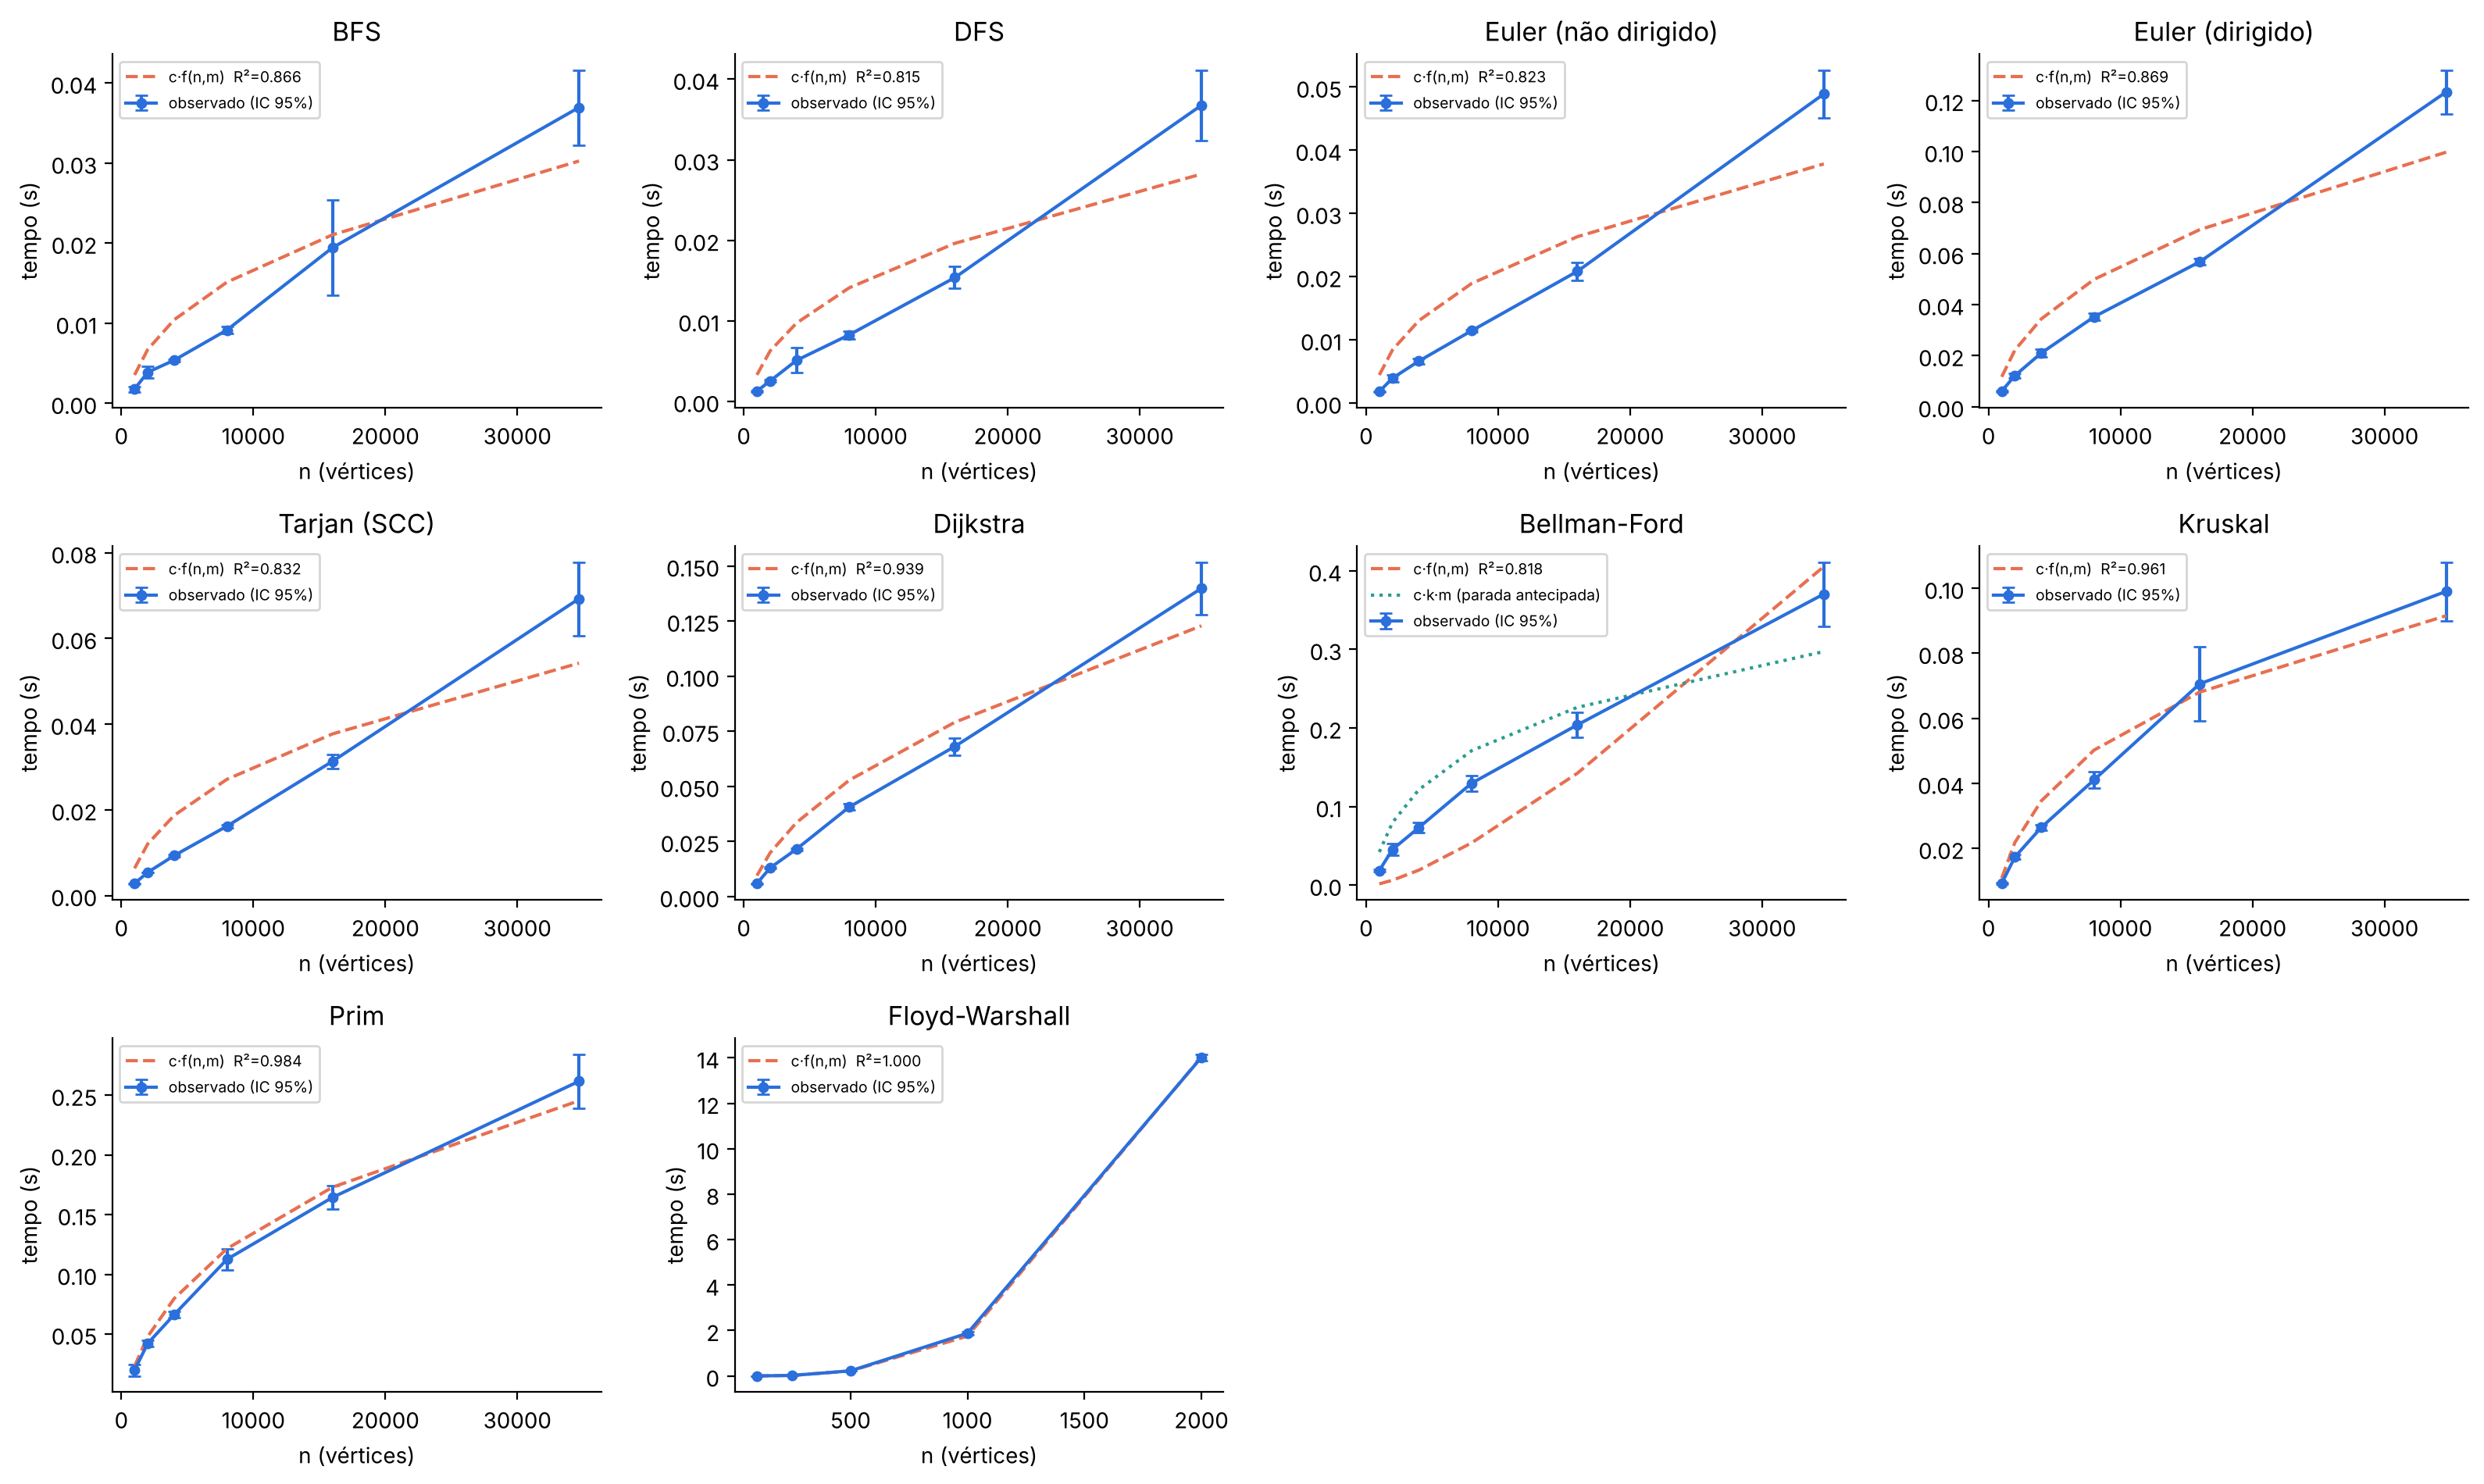 BFS
c·f(n,m) R²=0.866
observado (IC 95%)
0.04
0.03
0.02
0.01
0.00
tempo (s)
0
10000
20000
30000
n (vértices)
DFS
c·f(n,m) R²=0.815
observado (IC 95%)
0.04
0.03
0.02
0.01
0.00
tempo (s)
0
10000
20000
30000
n (vértices)
Euler (não dirigido)
c·f(n,m) R²=0.823
observado (IC 95%)
0.05
0.04
0.03
0.02
0.01
0.00
tempo (s)
0
10000
20000
30000
n (vértices)
Euler (dirigido)
c·f(n,m) R²=0.869
observado (IC 95%)
0.12
0.10
0.08
0.06
0.04
0.02
0.00
tempo (s)
0
10000
20000
30000
n (vértices)
Tarjan (SCC)
c·f(n,m) R²=0.832
observado (IC 95%)
0.08
0.06
0.04
0.02
0.00
tempo (s)
0
10000
20000
30000
n (vértices)
Dijkstra
c·f(n,m) R²=0.939
observado (IC 95%)
0.150
0.125
0.100
0.075
0.050
0.025
0.000
tempo (s)
0
10000
20000
30000
n (vértices)
Bellman-Ford
c·f(n,m) R²=0.818
c·k·m (parada antecipada)
observado (IC 95%)
0.4
0.3
0.2
0.1
0.0
tempo (s)
0
10000
20000
30000
n (vértices)
Kruskal
c·f(n,m) R²=0.961
observado (IC 95%)
0.10
0.08
0.06
0.04
0.02
tempo (s)
0
10000
20000
30000
n (vértices)
Prim
c·f(n,m) R²=0.984
observado (IC 95%)
0.25
0.20
0.15
0.10
0.05
tempo (s)
0
10000
20000
30000
n (vértices)
Floyd-Warshall
c·f(n,m) R²=1.000
observado (IC 95%)
14
12
10
8
6
4
2
0
tempo (s)
500
1000
1500
2000
n (vértices)